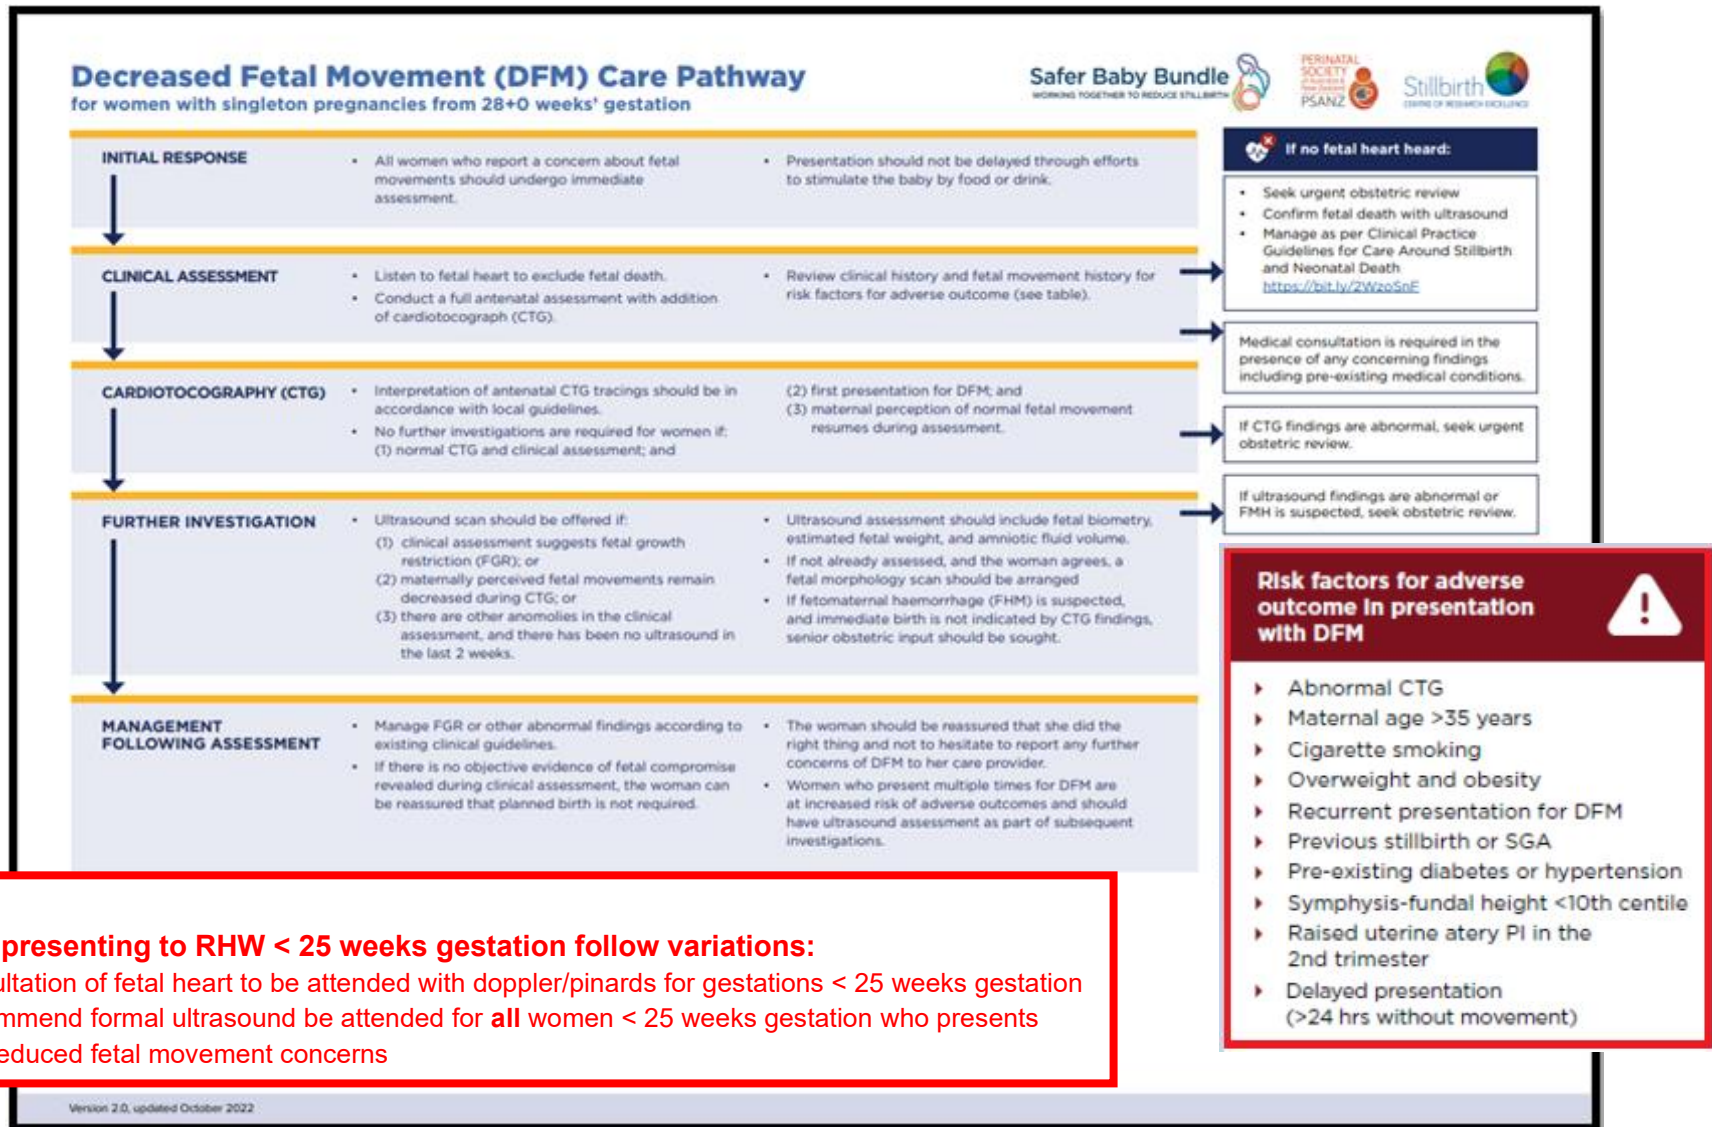 Decreased Fetal Movement (DFM) Care Pathway
for women with singleton pregnancies from 28+0 weeks' gestation
Safer Baby Bundle
WORKING TOGETHER TO REDUCE STILLBIRTH
PERINATAL
SOCIETY
PSANZ
Stillbirth
CENTRE OF RESEARCH EXCELLENCE
INITIAL RESPONSE
• All women who report a concern about fetal
movements should undergo immediate
assessment.
• Presentation should not be delayed through efforts
to stimulate the baby by food or drink.
CLINICAL ASSESSMENT
• Listen to fetal heart to exclude fetal death.
• Conduct a full antenatal assessment with addition
of cardiotocograph (CTG).
• Review clinical history and fetal movement history for
risk factors for adverse outcome (see table).
CARDIOTOCOGRAPHY (CTG)
• Interpretation of antenatal CTG tracings should be in
accordance with local guidelines.
• No further investigations are required for women if:
(1) normal CTG and clinical assessment; and
(2) first presentation for DFM; and
(3) maternal perception of normal fetal movement
resumes during assessment.
FURTHER INVESTIGATION
• Ultrasound scan should be offered if:
(1) clinical assessment suggests fetal growth
restriction (FGR); or
(2) maternally perceived fetal movements remain
decreased during CTG; or
(3) there are other anomolies in the clinical
assessment, and there has been no ultrasound in
the last 2 weeks.
• Ultrasound assessment should include fetal biometry,
estimated fetal weight, and amniotic fluid volume.
• If not already assessed, and the woman agrees, a
fetal morphology scan should be arranged
• If fetomaternal haemorrhage (FHM) is suspected,
and immediate birth is not indicated by CTG findings,
senior obstetric input should be sought.
MANAGEMENT
FOLLOWING ASSESSMENT
• Manage FGR or other abnormal findings according to
existing clinical guidelines.
• If there is no objective evidence of fetal compromise
revealed during clinical assessment, the woman can
be reassured that planned birth is not required.
• The woman should be reassured that she did the
right thing and not to hesitate to report any further
concerns of DFM to her care provider.
• Women who present multiple times for DFM are
at increased risk of adverse outcomes and should
have ultrasound assessment as part of subsequent
investigations.
If no fetal heart heard:
• Seek urgent obstetric review
• Confirm fetal death with ultrasound
• Manage as per Clinical Practice
Guidelines for Care Around Stillbirth
and Neonatal Death
https://bit.ly/2WzoSnF
Medical consultation is required in the
presence of any concerning findings
including pre-existing medical conditions.
If CTG findings are abnormal, seek urgent
obstetric review.
If ultrasound findings are abnormal or
FMH is suspected, seek obstetric review.
Risk factors for adverse
outcome in presentation
with DFM
Abnormal CTG
Maternal age >35 years
Cigarette smoking
Overweight and obesity
Recurrent presentation for DFM
Previous stillbirth or SGA
Pre-existing diabetes or hypertension
Symphysis-fundal height <10th centile
Raised uterine atery PI in the
2nd trimester
Delayed presentation
(>24 hrs without movement)
presenting to RHW < 25 weeks gestation follow variations:
ultation of fetal heart to be attended with doppler/pinards for gestations < 25 weeks gestation
mmend formal ultrasound be attended for all women < 25 weeks gestation who presents
educed fetal movement concerns
Version 2.0, updated October 2022